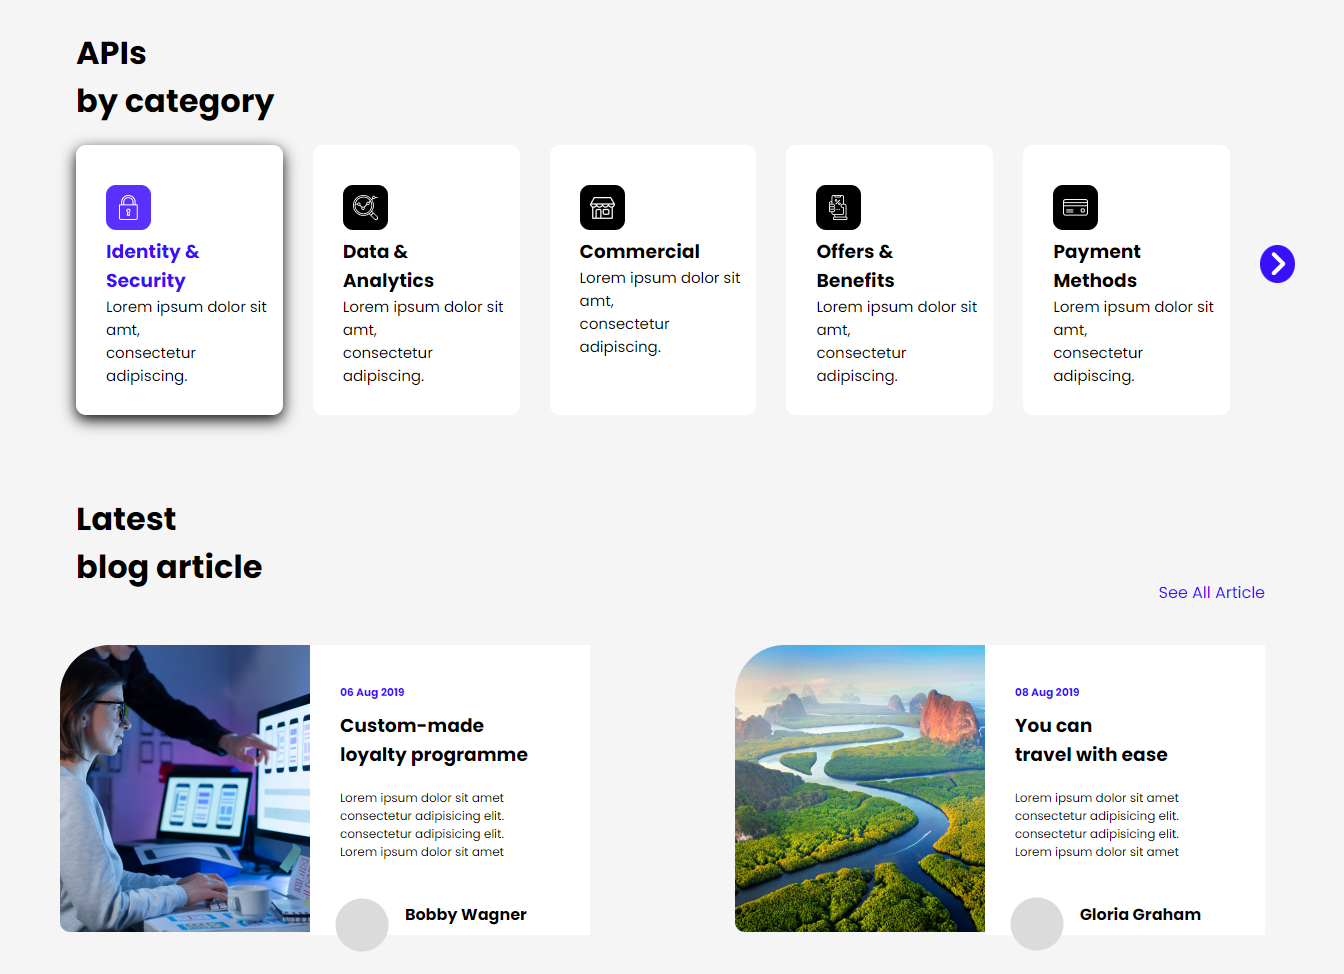 APIs
by category
Identity &
Security
Lorem ipsum dolor sit
amt,
consectetur
adipiscing.
Data &
Analytics
Lorem ipsum dolor sit
amt,
consectetur
adipiscing.
Commercial
Lorem ipsum dolor sit
amt,
consectetur
adipiscing.
Offers &
Benefits
Lorem ipsum dolor sit
amt,
consectetur
adipiscing.
Payment
Methods
Lorem ipsum dolor sit
amt,
consectetur
adipiscing.
Latest
blog article
See All Article
06 Aug 2019
Custom-made
loyalty programme
Lorem ipsum dolor sit amet
consectetur adipisicing elit.
consectetur adipisicing elit.
Lorem ipsum dolor sit amet
Bobby Wagner
08 Aug 2019
You can
travel with ease
Lorem ipsum dolor sit amet
consectetur adipisicing elit.
consectetur adipisicing elit.
Lorem ipsum dolor sit amet
Gloria Graham